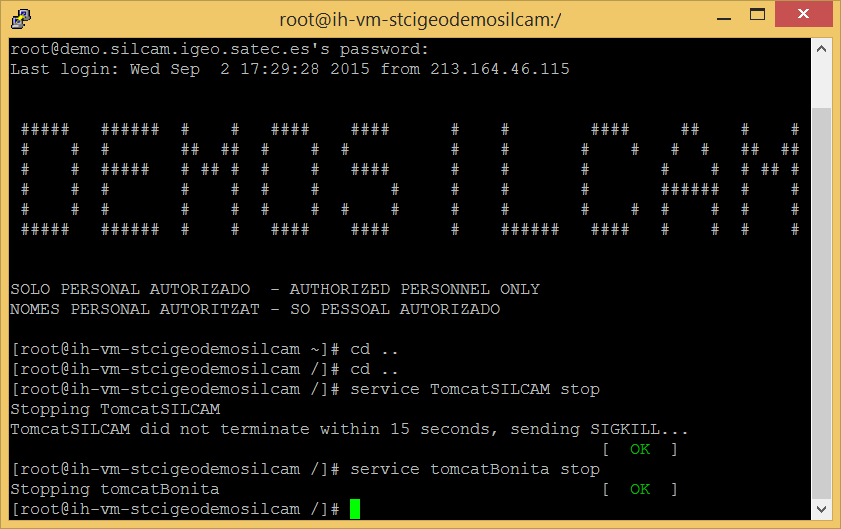 root@ih-vm-stcigeodemosilcam:/
root@demo.silcam.igeo.satec.es's password:
Last login: Wed Sep  2 17:29:28 2015 from 213.164.46.115
DEMOSILCAM
SOLO PERSONAL AUTORIZADO  - AUTHORIZED PERSONNEL ONLY
NOMES PERSONAL AUTORITZAT - SO PESSOAL AUTORIZADO
[root@ih-vm-stcigeodemosilcam ~]# cd ..
[root@ih-vm-stcigeodemosilcam /]# cd ..
[root@ih-vm-stcigeodemosilcam /]# service TomcatSILCAM stop
Stopping TomcatSILCAM
TomcatSILCAM did not terminate within 15 seconds, sending SIGKILL...
[  OK  ]
[root@ih-vm-stcigeodemosilcam /]# service tomcatBonita stop
Stopping tomcatBonita                                      [  OK  ]
[root@ih-vm-stcigeodemosilcam /]#